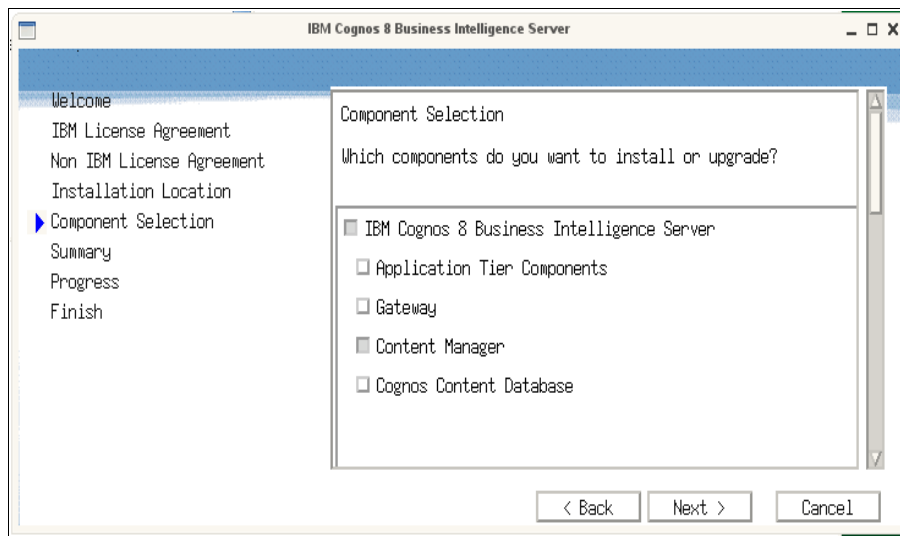 IBM Cognos 8 Business Intelligence Server
Welcome
IBM License Agreement
Non IBM License Agreement
Installation Location
Component Selection
Summary
Progress
Finish
Component Selection
Which components do you want to install or upgrade?
IBM Cognos 8 Business Intelligence Server
Application Tier Components
Gateway
Content Manager
Cognos Content Database
< Back
Next >
Cancel